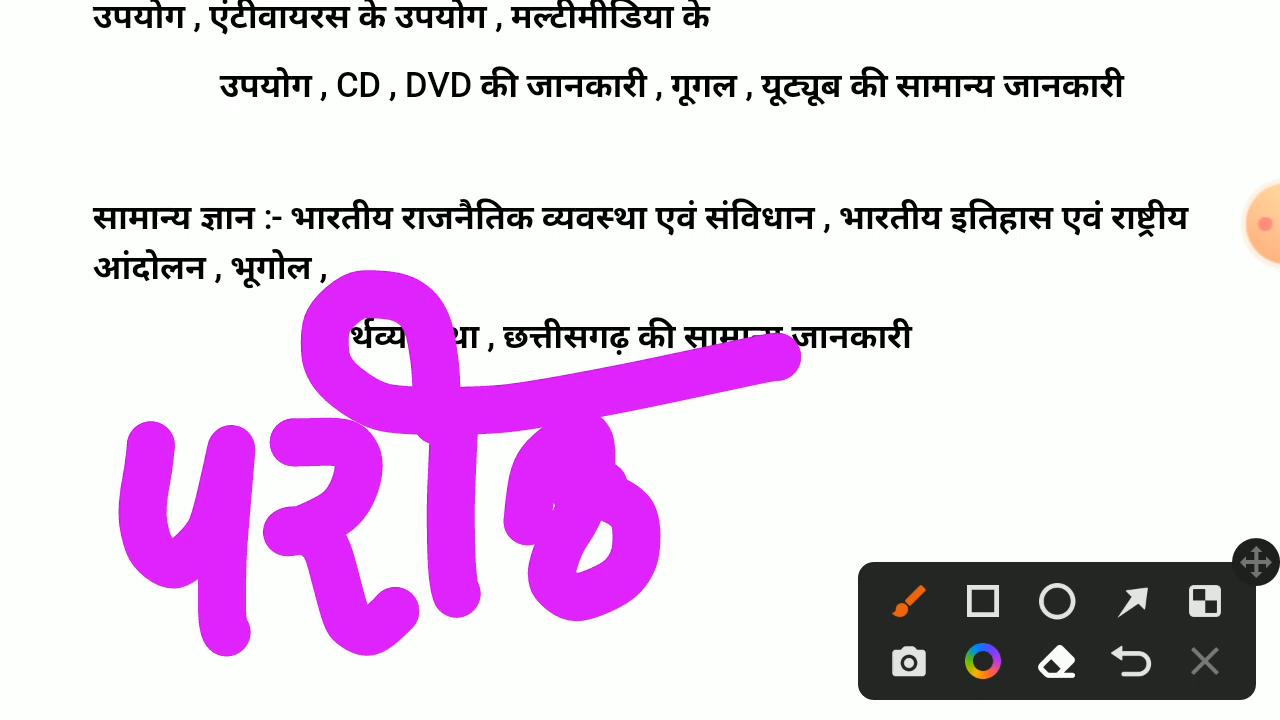 उपयोग , एंटीवायरस के उपयोग , मल्टीमीडिया के
उपयोग , CD , DVD की जानकारी , गूगल , यूट्यूब की सामान्य जानकारी
सामान्य ज्ञान :- भारतीय राजनैतिक व्यवस्था एवं संविधान , भारतीय इतिहास एवं राष्ट्रीय
आंदोलन , भूगोल ,
, छत्तीसगढ़ की सामान्य जानकारी